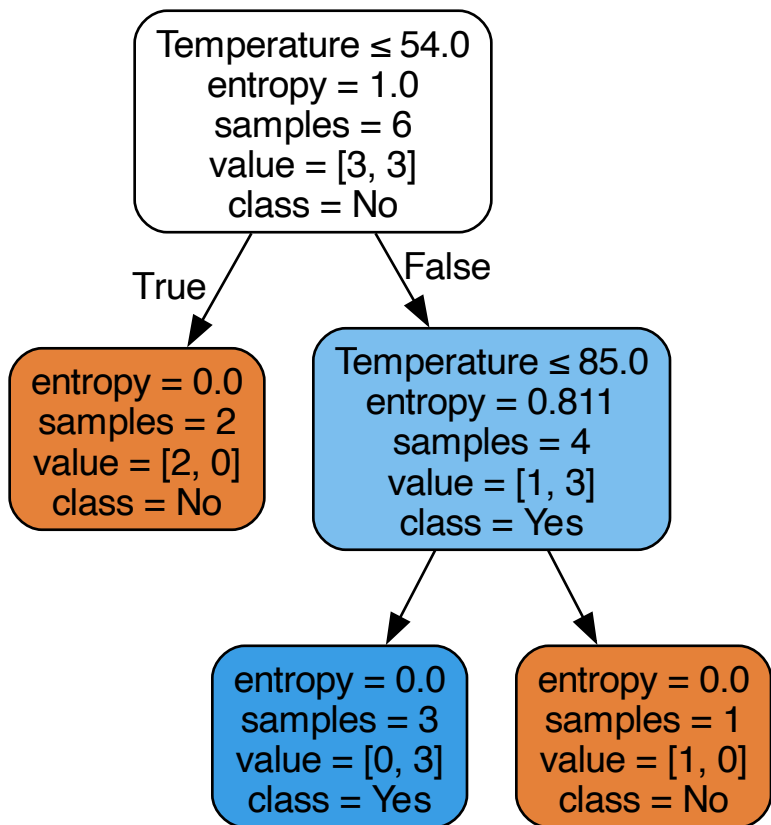 Temperature ≤ 54.0
entropy = 1.0
samples = 6
value = [3, 3]
class = No
True
False
entropy = 0.0
samples = 2
value = [2, 0]
class = No
Temperature ≤ 85.0
entropy = 0.811
samples = 4
value = [1, 3]
class = Yes
entropy = 0.0
samples = 3
value = [0, 3]
class = Yes
entropy = 0.0
samples = 1
value = [1, 0]
class = No